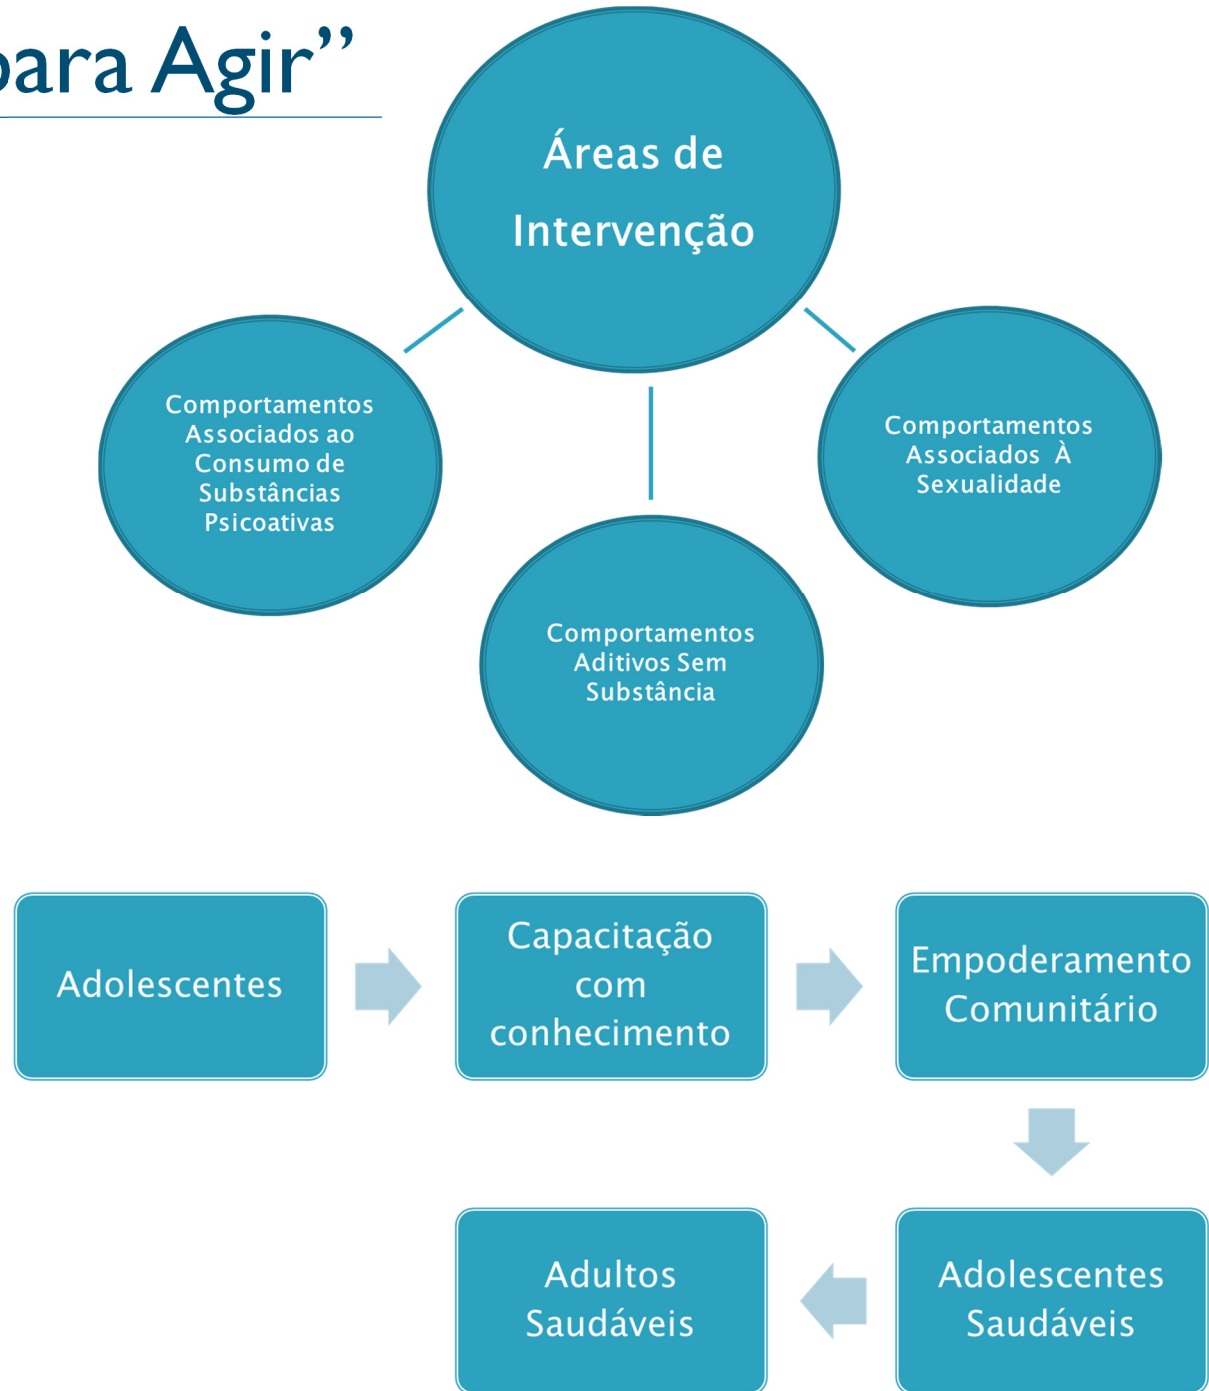 para Agir”
Áreas de
Intervenção
Comportamentos
Associados ao
Consumo de
Substâncias
Psicoativas
Comportamentos
Associados À
Sexualidade
Comportamentos
Aditivos Sem
Substância
Adolescentes
Capacitação
com
conhecimento
Empoderamento
Comunitário
Adultos
Saudáveis
Adolescentes
Saudáveis